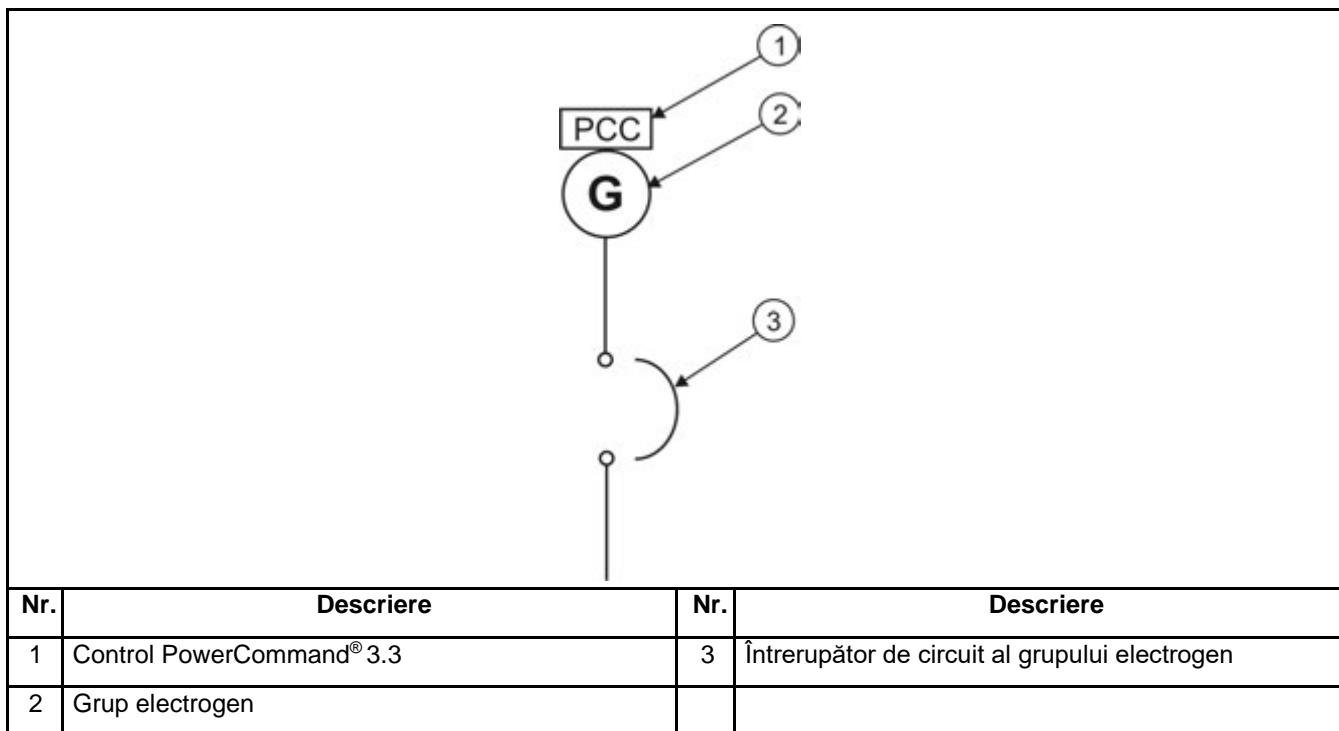 1
PCC
2
G
3
Nr. Descriere Nr. Descriere
1 Control PowerCommand® 3.3 3 Întrerupător de circuit al grupului electrogen
2 Grup electrogen